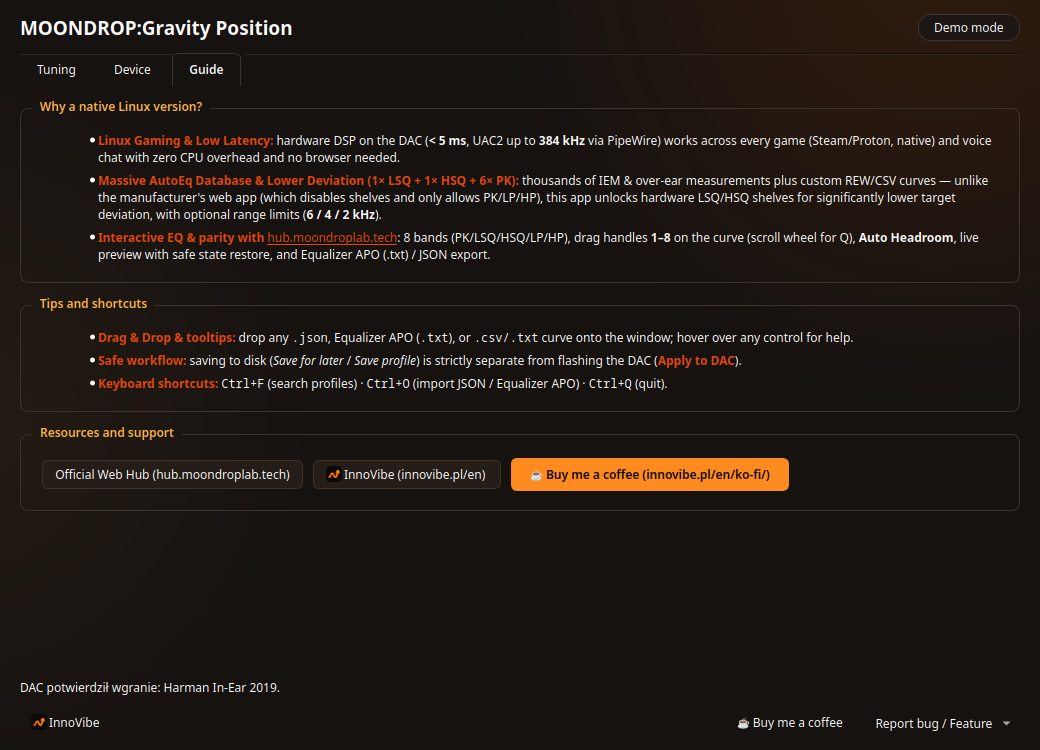 MOONDROP:Gravity Position
Demo mode
Tuning
Device
Guide
Why a native Linux version?
• Linux Gaming & Low Latency: hardware DSP on the DAC (< 5 ms, UAC2 up to 384 kHz via PipeWire) works across every game (Steam/Proton, native) and voice
chat with zero CPU overhead and no browser needed.
• Massive AutoEq Database & Lower Deviation (1× LSQ + 1× HSQ + 6× PK): thousands of IEM & over-ear measurements plus custom REW/CSV curves — unlike
the manufacturer's web app (which disables shelves and only allows PK/LP/HP), this app unlocks hardware LSQ/HSQ shelves for significantly lower target
deviation, with optional range limits (6 / 4 / 2 kHz).
• Interactive EQ & parity with hub.moondroplab.tech: 8 bands (PK/LSQ/HSQ/LP/HP), drag handles 1–8 on the curve (scroll wheel for Q), Auto Headroom, live
preview with safe state restore, and Equalizer APO (.txt) / JSON export.
Tips and shortcuts
• Drag & Drop & tooltips: drop any .json, Equalizer APO (.txt), or .csv/.txt curve onto the window; hover over any control for help.
• Safe workflow: saving to disk (Save for later / Save profile) is strictly separate from flashing the DAC (Apply to DAC).
• Keyboard shortcuts: Ctrl+F (search profiles) · Ctrl+O (import JSON / Equalizer APO) · Ctrl+Q (quit).
Resources and support
Official Web Hub (hub.moondroplab.tech)
InnoVibe (innovibe.pl/en)
☕ Buy me a coffee (innovibe.pl/en/ko-fi/)
DAC potwierdził wgranie: Harman In-Ear 2019.
InnoVibe
☕ Buy me a coffee
Report bug / Feature